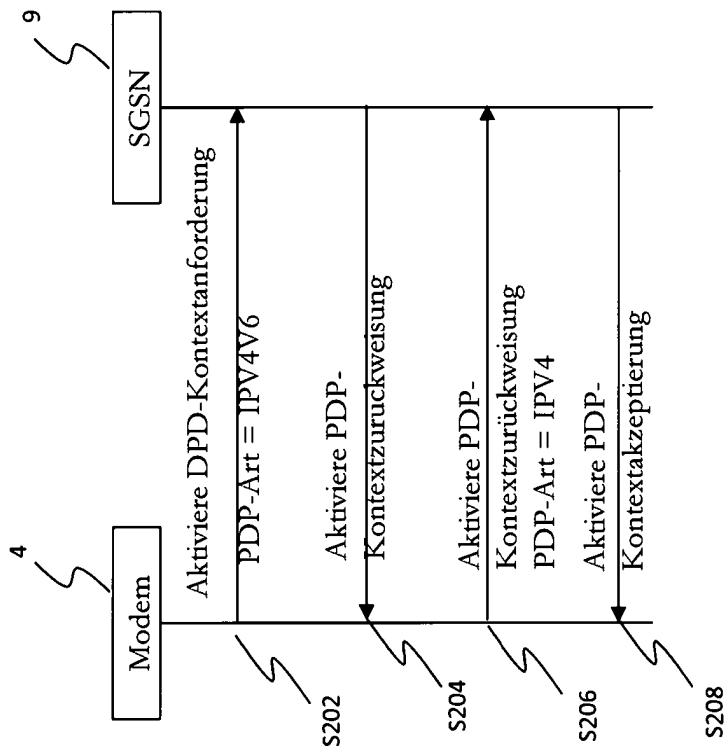 4
9
Modem
SGSN
Aktiviere DPD-Kontextanforderung
PDP-Art = IPV4V6
S202
Aktiviere PDP-
Kontextzurückweisung
S204
Aktiviere PDP-
Kontextzurückweisung
PDP-Art = IPV4
S206
Aktiviere PDP-
Kontextakzeptierung
S208